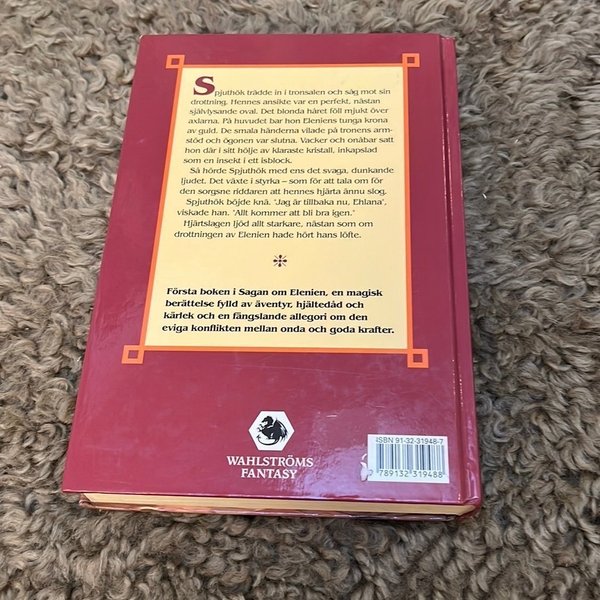 Spjuthök trädde in i tronsalen och såg mot sin
drottning. Hennes ansikte var en perfekt, nästan
självlysande oval. Det blonda håret föll mjukt över
axlarna. På huvudet bar hon Eleniens tunga krona
av guld. De smala händerna vilade på tronens arm-
stöd och ögonen var slutna. Vacker och onåbar satt
hon där i sitt hölje av klaraste kristall, inkapslad
som en insekt i ett isblock.
Så hörde Spjuthök med ens det svaga, dunkande
ljudet. Det växte i styrka – som för att tala om för
den sorgsne riddaren att hennes hjärta ännu slog.
Spjuthök böjde knä. "Jag är tillbaka nu, Ehlana",
viskade han. "Allt kommer att bli bra igen."
Hjärtslagen ljöd allt starkare, nästan som om
drottningen av Elenien hade hört hans löfte.
Första boken i Sagan om Elenien, en magisk
berättelse fylld av äventyr, hjältedåd och
kärlek och en fängslande allegori om den
eviga konflikten mellan onda och goda krafter.
WAHLSTRÖMS
FANTASY
ISBN 91-32-31948-7
9 789132 319488